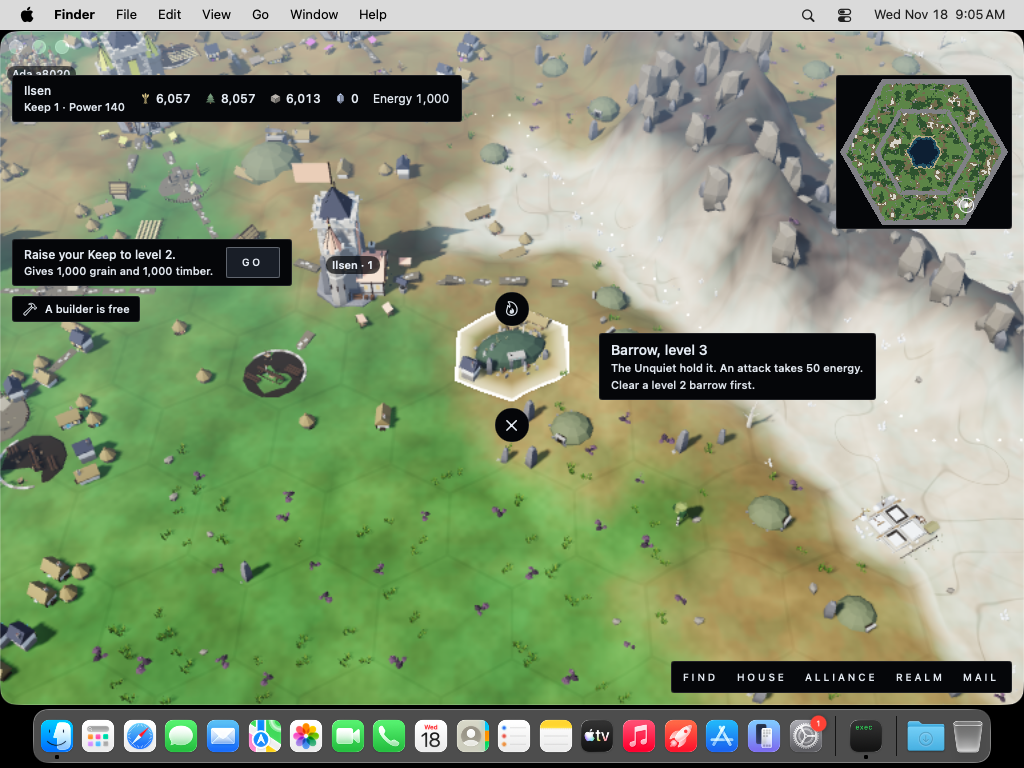 Finder File Edit View Go Window Help Wed Nov 18 9:05 AM
Ada a8020
Ilsen
Keep 1 · Power 140
6,057 8,057 6,013 0 Energy 1,000
Raise your Keep to level 2.
Gives 1,000 grain and 1,000 timber.
GO
A builder is free
Ilsen · 1
Barrow, level 3
The Unquiet hold it. An attack takes 50 energy.
Clear a level 2 barrow first.
FIND HOUSE ALLIANCE REALM MAIL
Wed
18
tv
1
exec